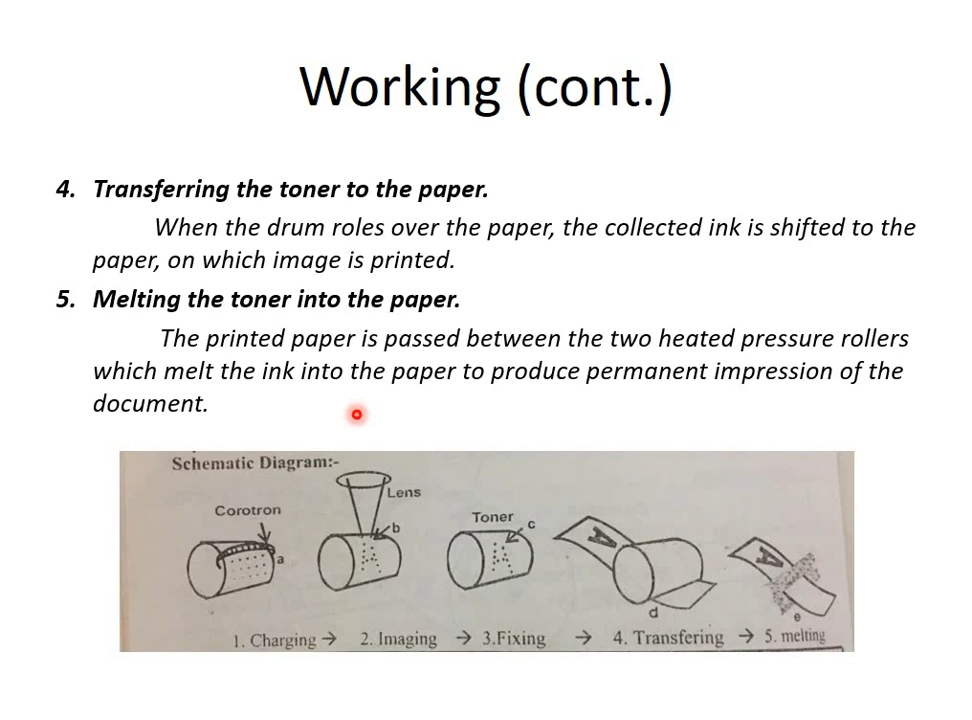 Working (cont.)
4. Transferring the toner to the paper.
When the drum roles over the paper, the collected ink is shifted to the
paper, on which image is printed.
5. Melting the toner into the paper.
The printed paper is passed between the two heated pressure rollers
which melt the ink into the paper to produce permanent impression of the
document.
Schematic Diagram:-
Corotron
a
Lens
b
Toner
c
A
d
A
e
1. Charging → 2. Imaging → 3.Fixing → 4. Transfering → 5. melting